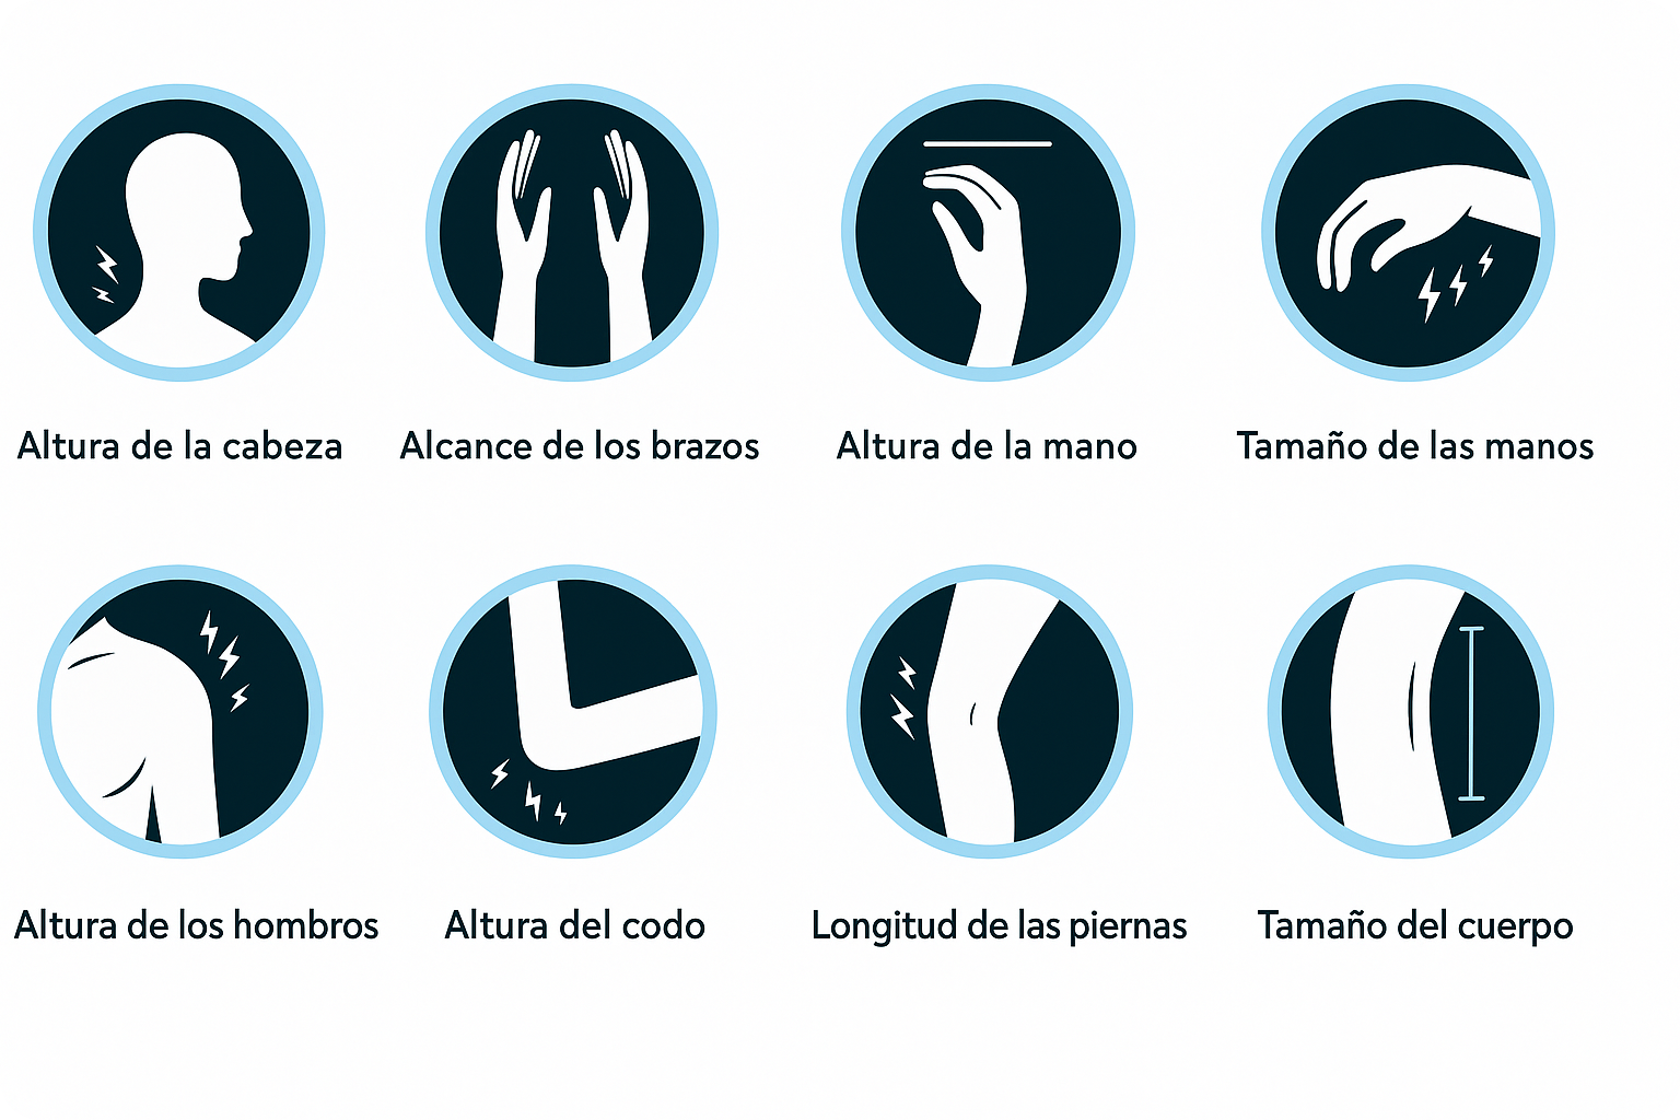 Altura de la cabeza
Alcance de los brazos
Altura de la mano
Tamaño de las manos
Altura de los hombros
Altura del codo
Longitud de las piernas
Tamaño del cuerpo